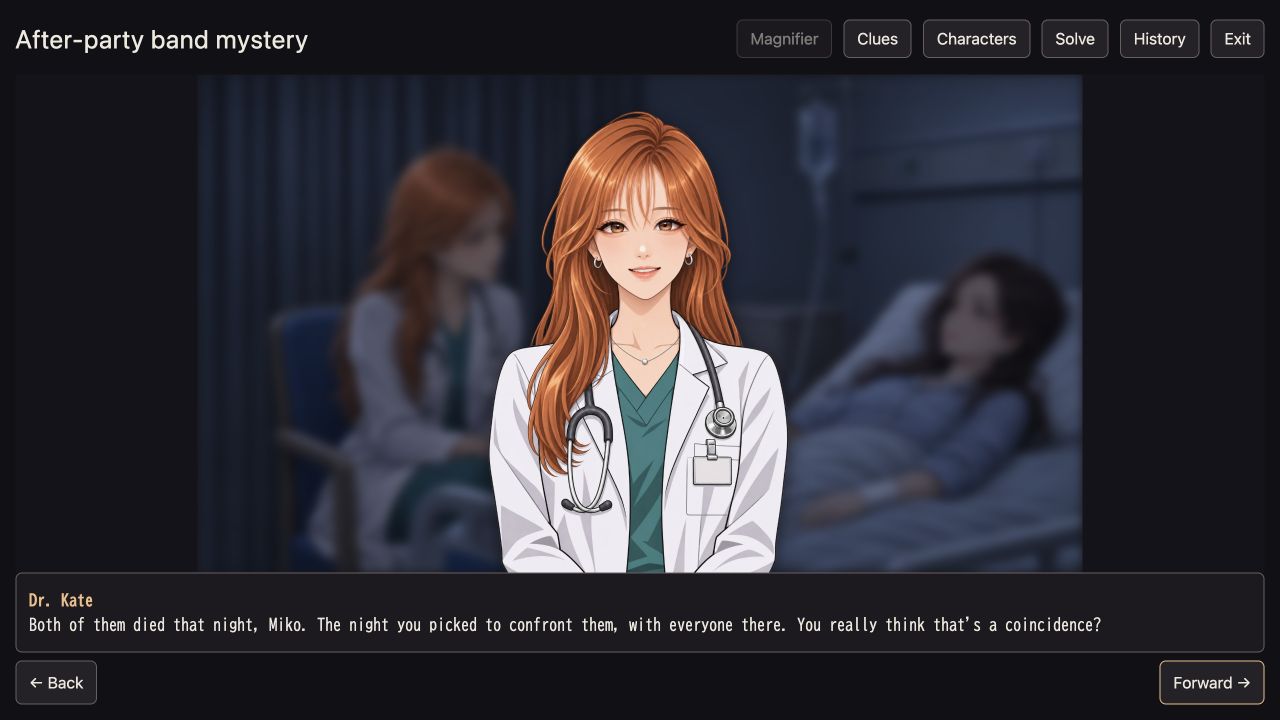 After-party band mystery
Magnifier
Clues
Characters
Solve
History
Exit
Dr. Kate
Both of them died that night, Miko. The night you picked to confront them, with everyone there. You really think that's a coincidence?
← Back
Forward →